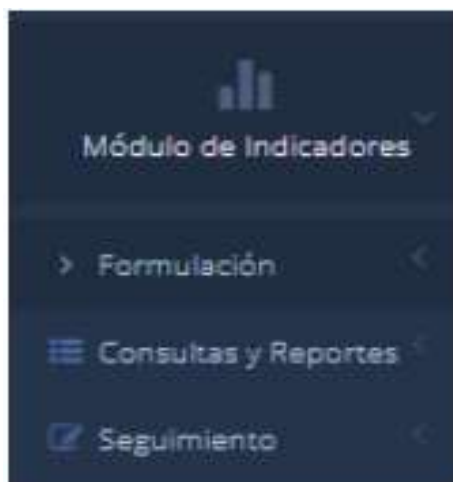 Módulo de Indicadores
Formulación
Consultas y Reportes
Seguimiento